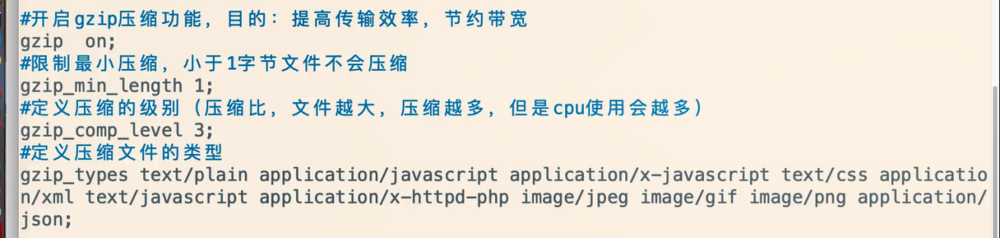 #开启gzip压缩功能，目的：提高传输效率，节约带宽
gzip  on;
#限制最小压缩，小于1字节文件不会压缩
gzip_min_length 1;
#定义压缩的级别（压缩比，文件越大，压缩越多，但是cpu使用会越多）
gzip_comp_level 3;
#定义压缩文件的类型
gzip_types text/plain application/javascript application/x-javascript text/css applicatio
n/xml text/javascript application/x-httpd-php image/jpeg image/gif image/png application/
json;